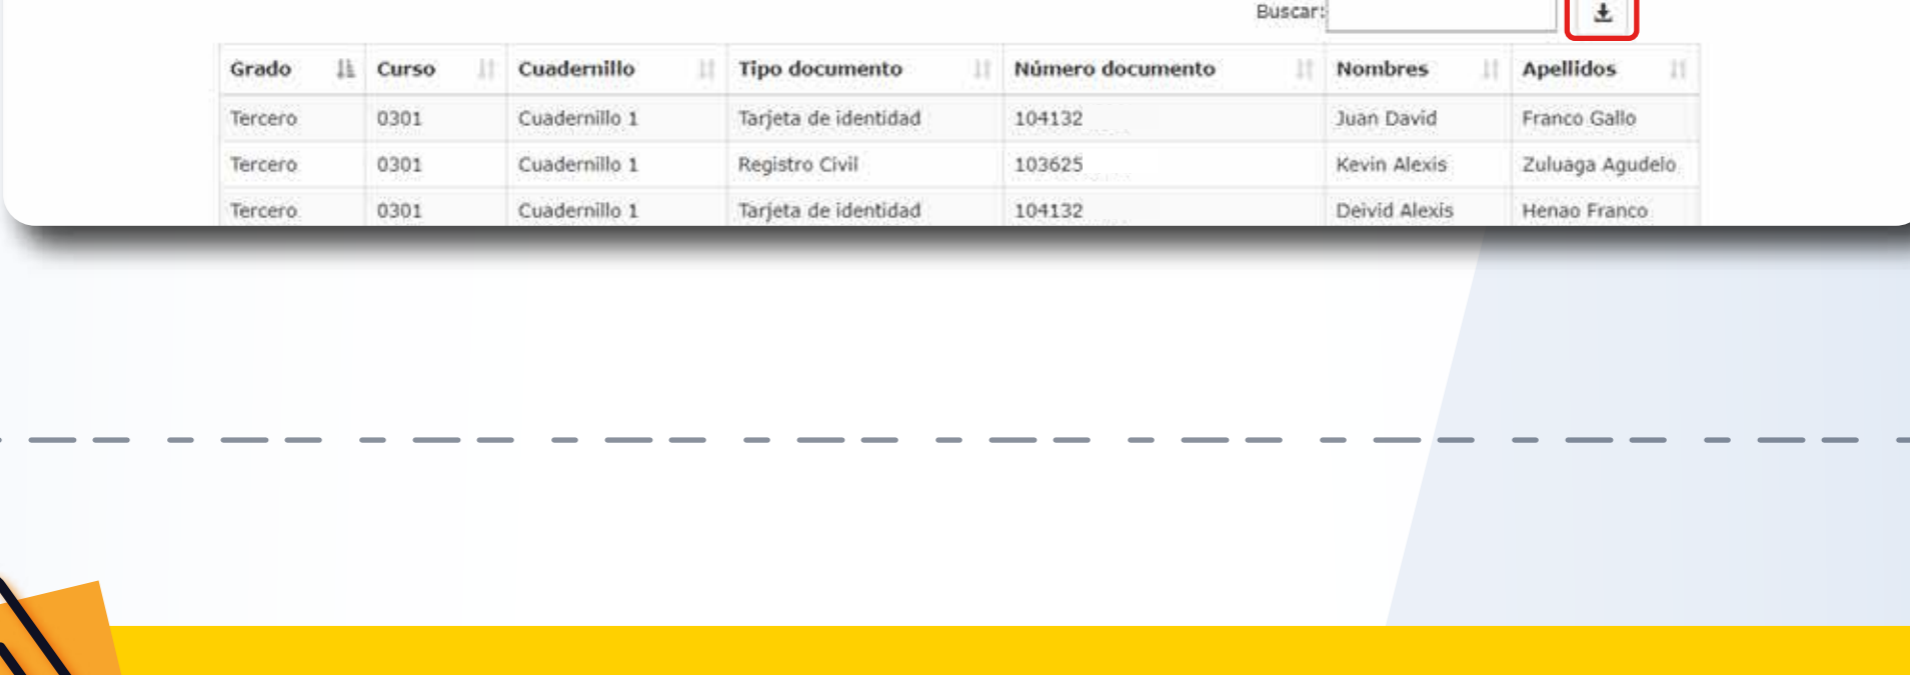 Buscar:
Grado Curso Cuadernillo Tipo documento Número documento Nombres Apellidos
Tercero 0301 Cuadernillo 1 Tarjeta de identidad 104132 Juan David Franco Gallo
Tercero 0301 Cuadernillo 1 Registro Civil 103625 Kevin Alexis Zuluaga Agudelo
Tercero 0301 Cuadernillo 1 Tarjeta de identidad 104132 Deivid Alexis Henao Franco